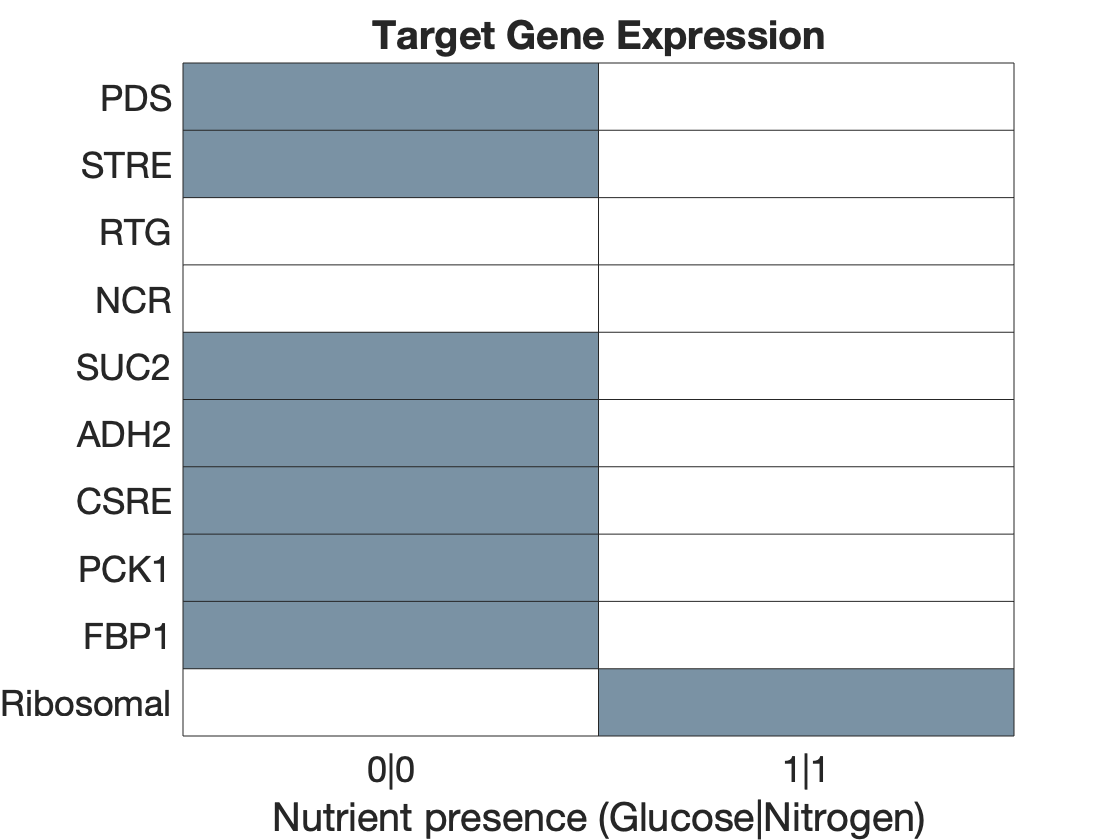 Target Gene Expression
PDS
STRE
RTG
NCR
SUC2
ADH2
CSRE
PCK1
FBP1
Ribosomal
0|0 1|1
Nutrient presence (Glucose|Nitrogen)